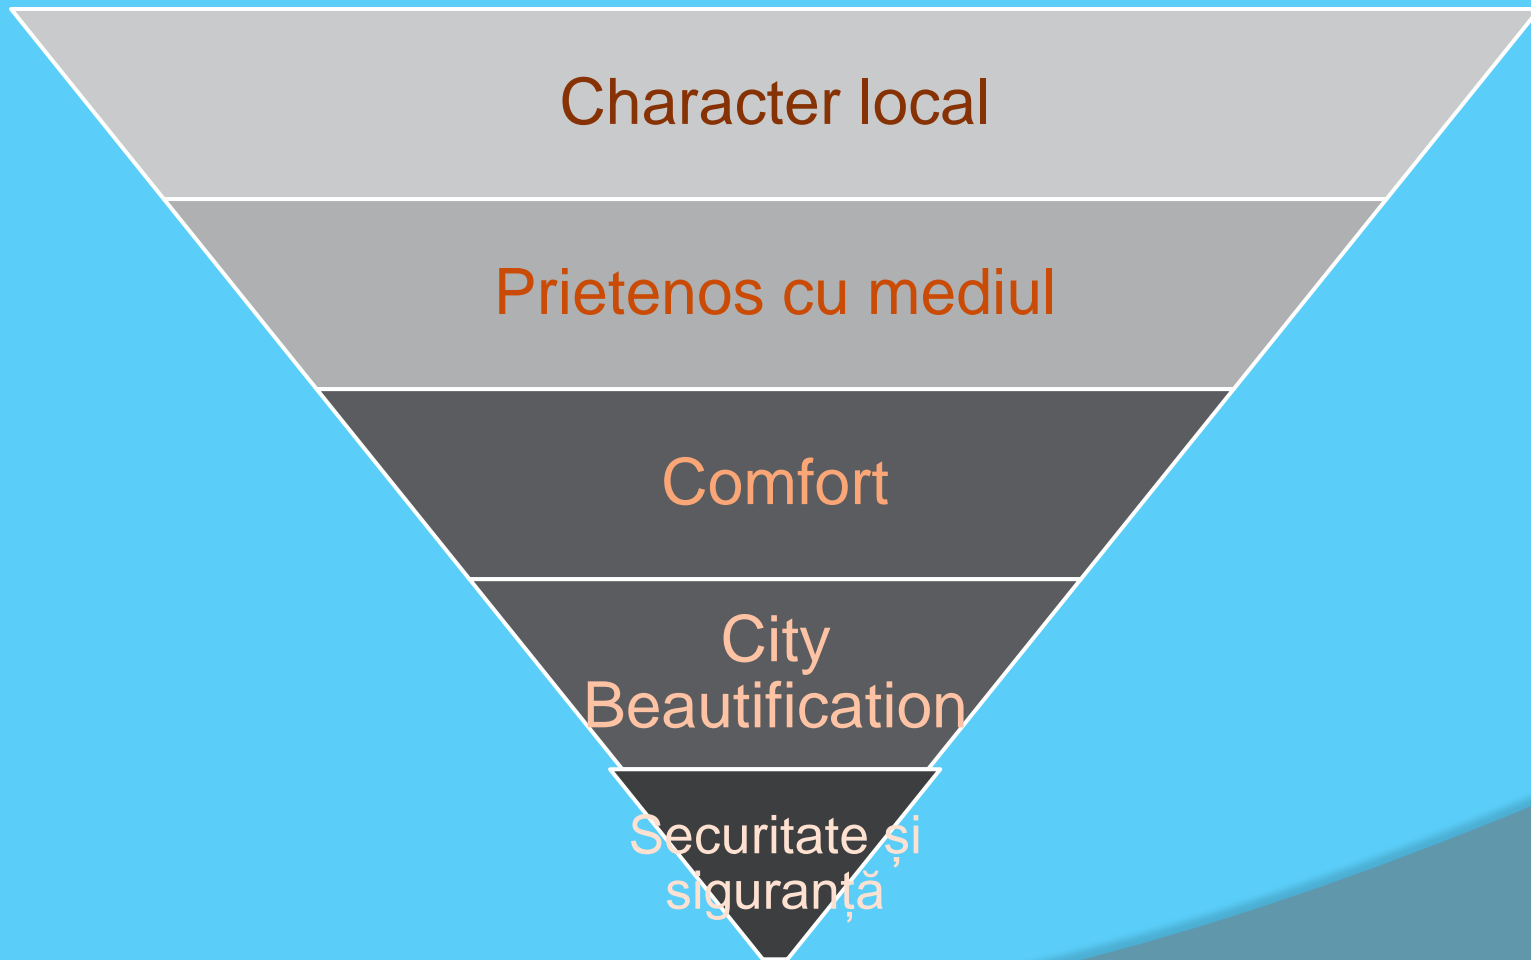 Character local
Prietenos cu mediul
Comfort
City
Beautification
Securitate și
siguranță